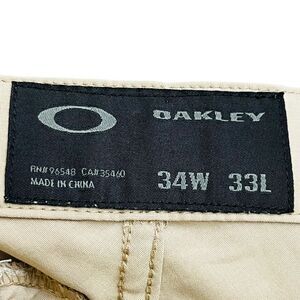 OAKLEY
RN# 96548 CA# 35460
MADE IN CHINA
34W 33L